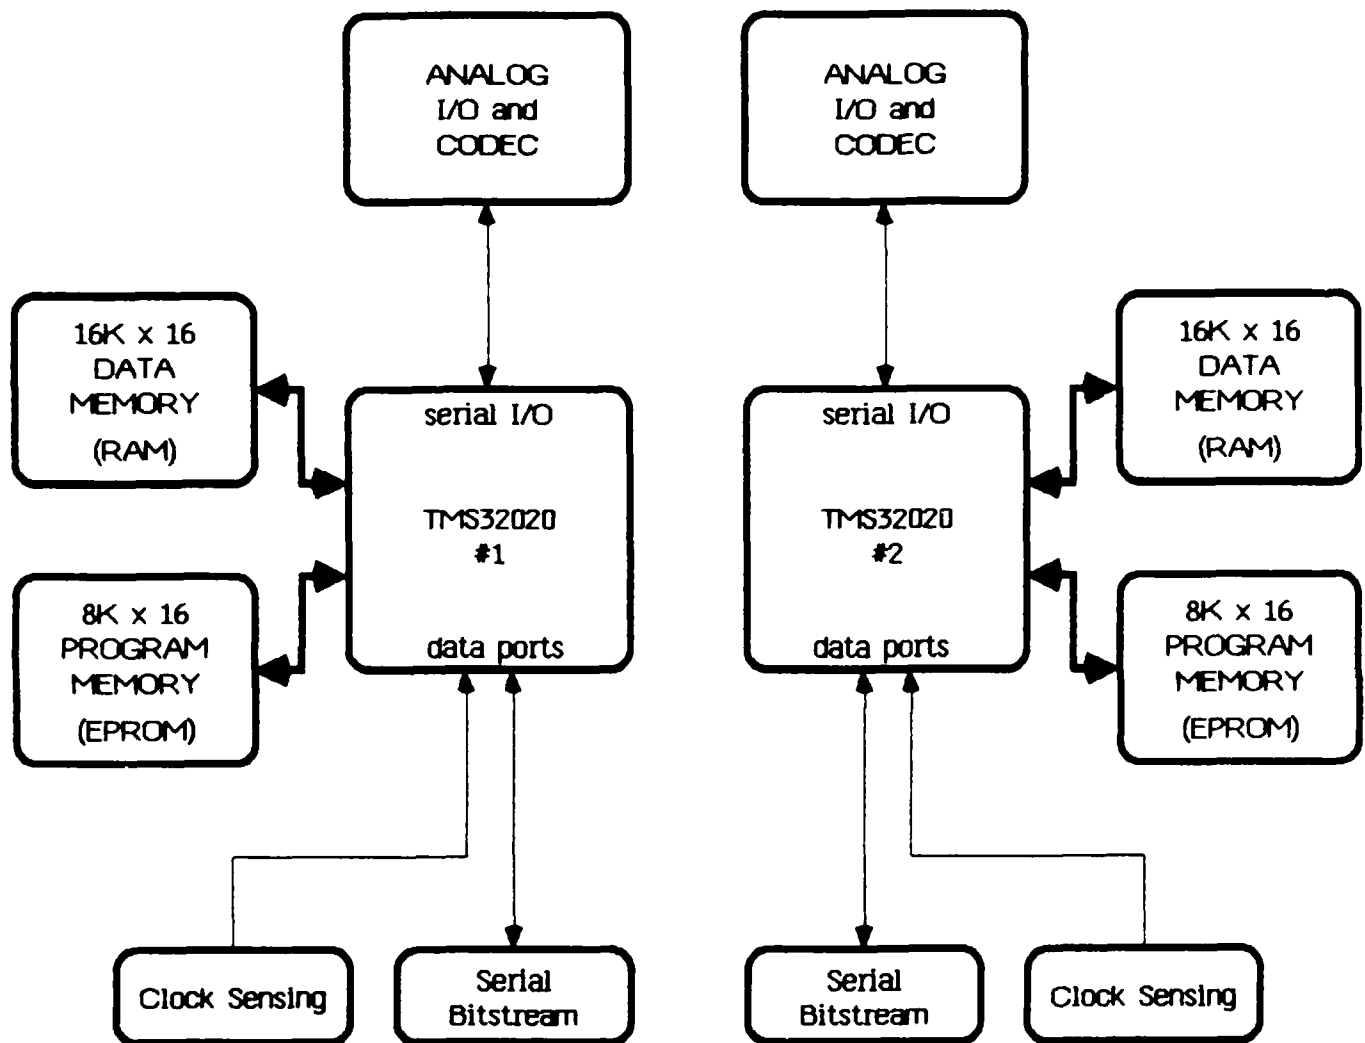 ANALOG
I/O and
CODEC
ANALOG
I/O and
CODEC
16K x 16
DATA
MEMORY
(RAM)
serial I/O
TMS32020
#1
data ports
8K x 16
PROGRAM
MEMORY
(EPROM)
serial I/O
TMS32020
#2
data ports
16K x 16
DATA
MEMORY
(RAM)
8K x 16
PROGRAM
MEMORY
(EPROM)
Clock Sensing
Serial
Bitstream
Serial
Bitstream
Clock Sensing